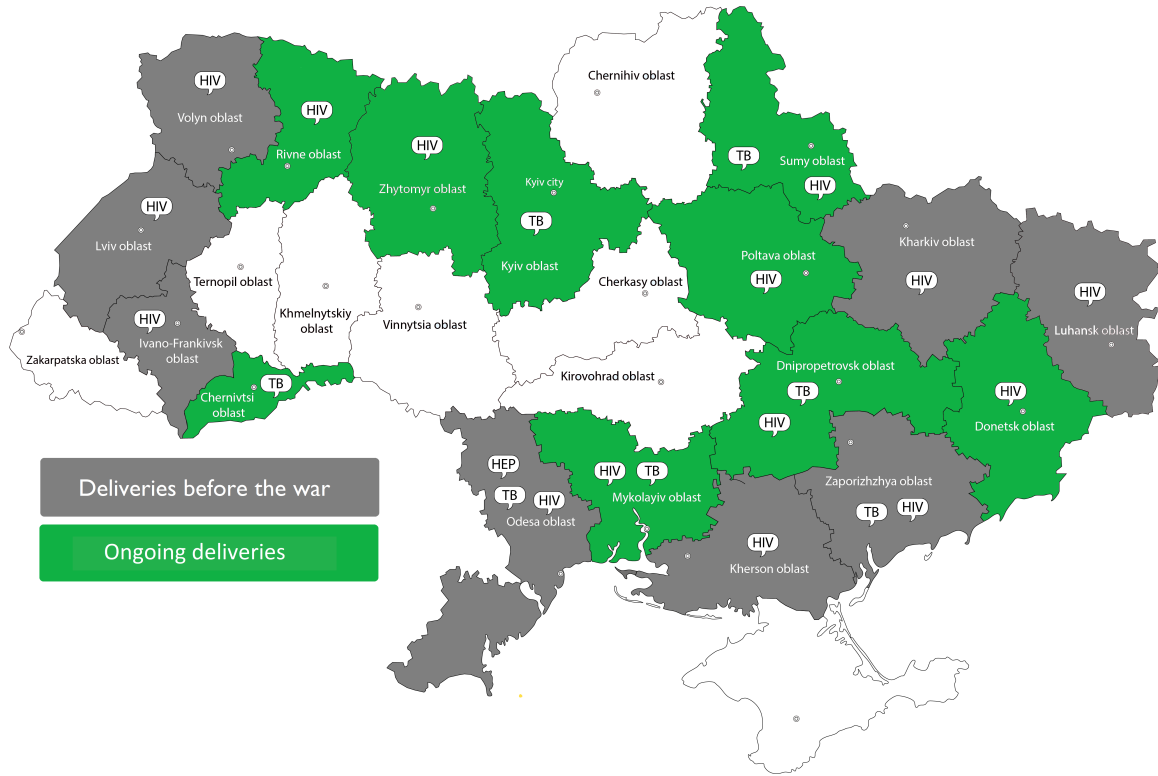 Chernihiv oblast
HIV
Volyn oblast
HIV
Rivne oblast
HIV
Zhytomyr oblast
Kyiv city
TB
Kyiv oblast
TB
Sumy oblast
HIV
HIV
Lviv oblast
Ternopil oblast
Khmelnytskiy
oblast
Vinnytsia oblast
Cherkasy oblast
Poltava oblast
HIV
Kharkiv oblast
HIV
HIV
Luhansk oblast
HIV
Ivano-Frankivsk
oblast
Zakarpatska oblast
TB
Chernivtsi
oblast
Kirovohrad oblast
Dnipropetrovsk oblast
TB
HIV
HIV
Donetsk oblast
HEP
TB
HIV
Odesa oblast
HIV
TB
Mykolayiv oblast
Zaporizhzhya oblast
TB
HIV
HIV
Kherson oblast
Deliveries before the war
Ongoing deliveries